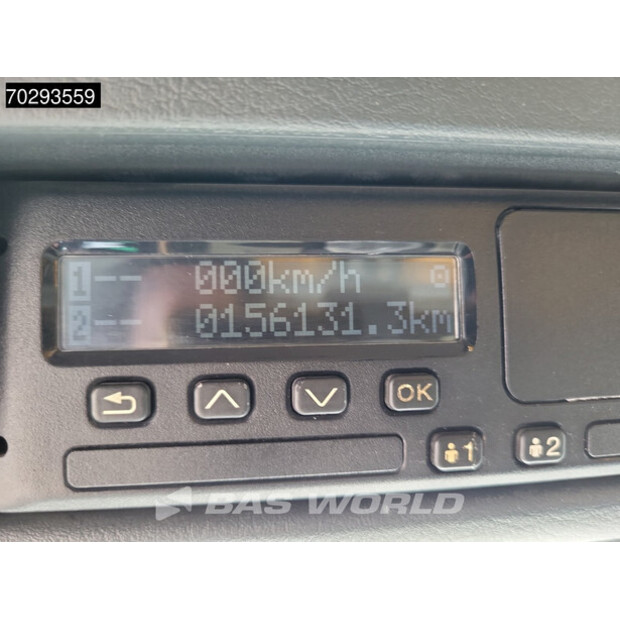 70293559
1-- 000km/h
2-- 0156131.3km
OK
1 2
BAS WORLD